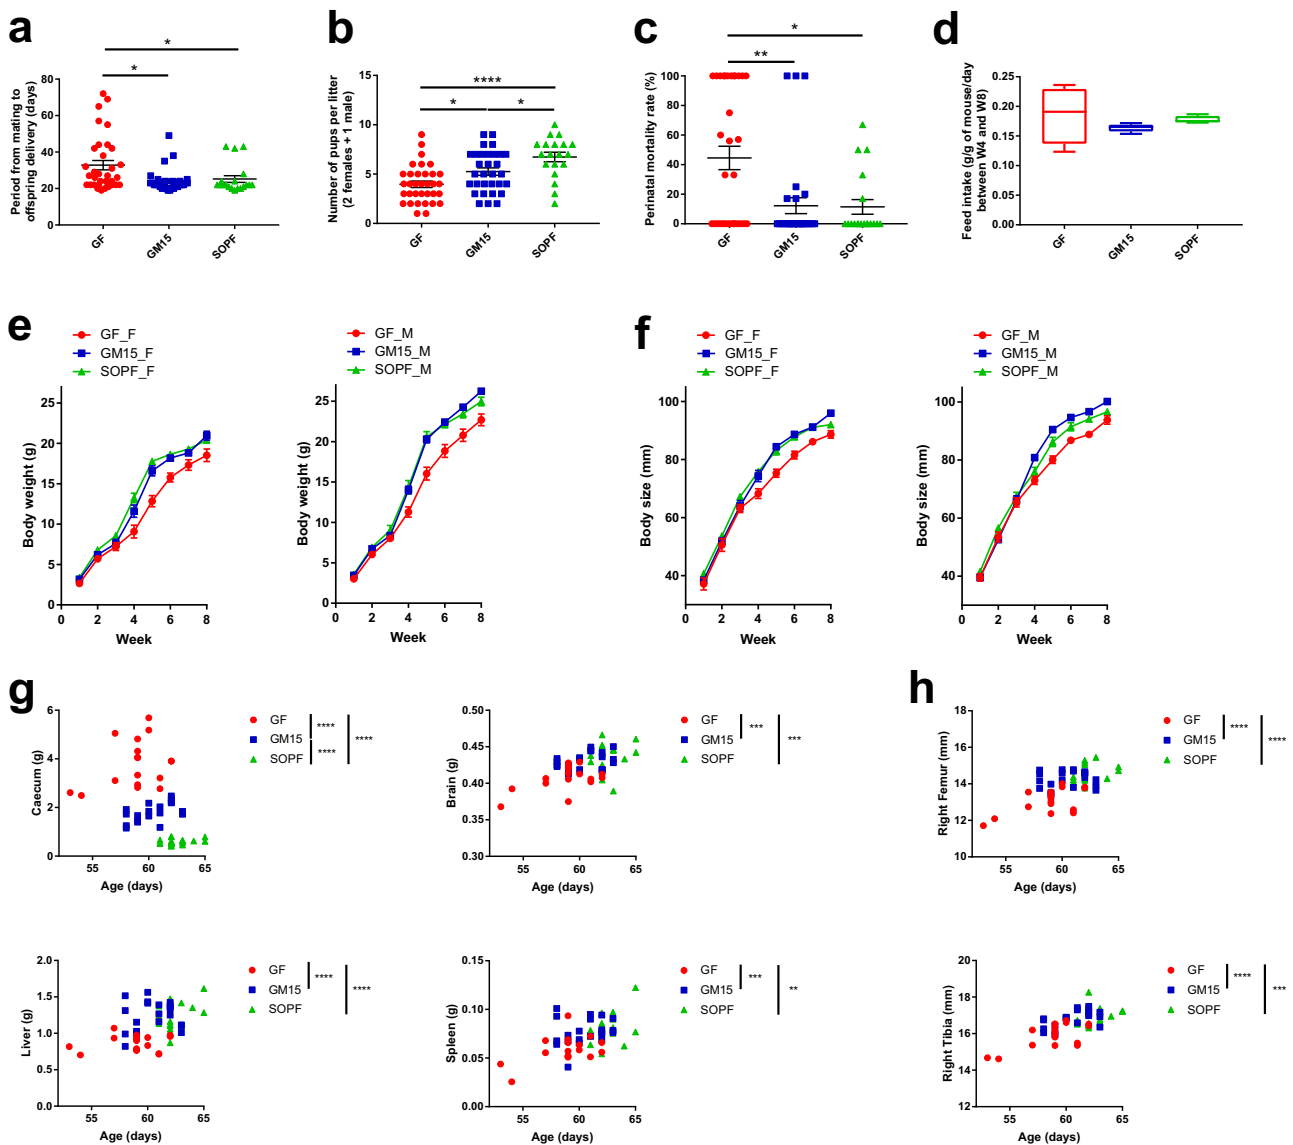 a
*
*
Period from mating to
offspring delivery (days)
80
60
40
20
0
GF
GM15
SOPF
b
****
*
*
Number of pups per litter
(2 females + 1 male)
15
10
5
0
GF
GM15
SOPF
c
*
**
Perinatal mortality rate (%)
100
80
60
40
20
0
GF
GM15
SOPF
d
Feed intake (g/g of mouse/day
between W4 and W8)
0.25
0.20
0.15
0.10
0.05
0.00
GF
GM15
SOPF
e
GF_F
GM15_F
SOPF_F
Body weight (g)
25
20
15
10
5
0
0 2 4 6 8
Week
GF_M
GM15_M
SOPF_M
Body weight (g)
25
20
15
10
5
0
0 2 4 6 8
Week
f
GF_F
GM15_F
SOPF_F
Body size (mm)
100
80
60
40
0 2 4 6 8
Week
GF_M
GM15_M
SOPF_M
Body size (mm)
100
80
60
40
0 2 4 6 8
Week
g
Caecum (g)
6
4
2
0
55 60 65
Age (days)
GF
GM15
SOPF
****
****
****
Brain (g)
0.50
0.45
0.40
0.35
0.30
55 60 65
Age (days)
GF
GM15
SOPF
***
***
h
Right Femur (mm)
18
16
14
12
10
55 60 65
Age (days)
GF
GM15
SOPF
****
****
Liver (g)
2.0
1.5
1.0
0.5
0.0
55 60 65
Age (days)
GF
GM15
SOPF
****
****
Spleen (g)
0.15
0.10
0.05
0.00
55 60 65
Age (days)
GF
GM15
SOPF
***
**
Right Tibia (mm)
20
18
16
14
12
55 60 65
Age (days)
GF
GM15
SOPF
****
***